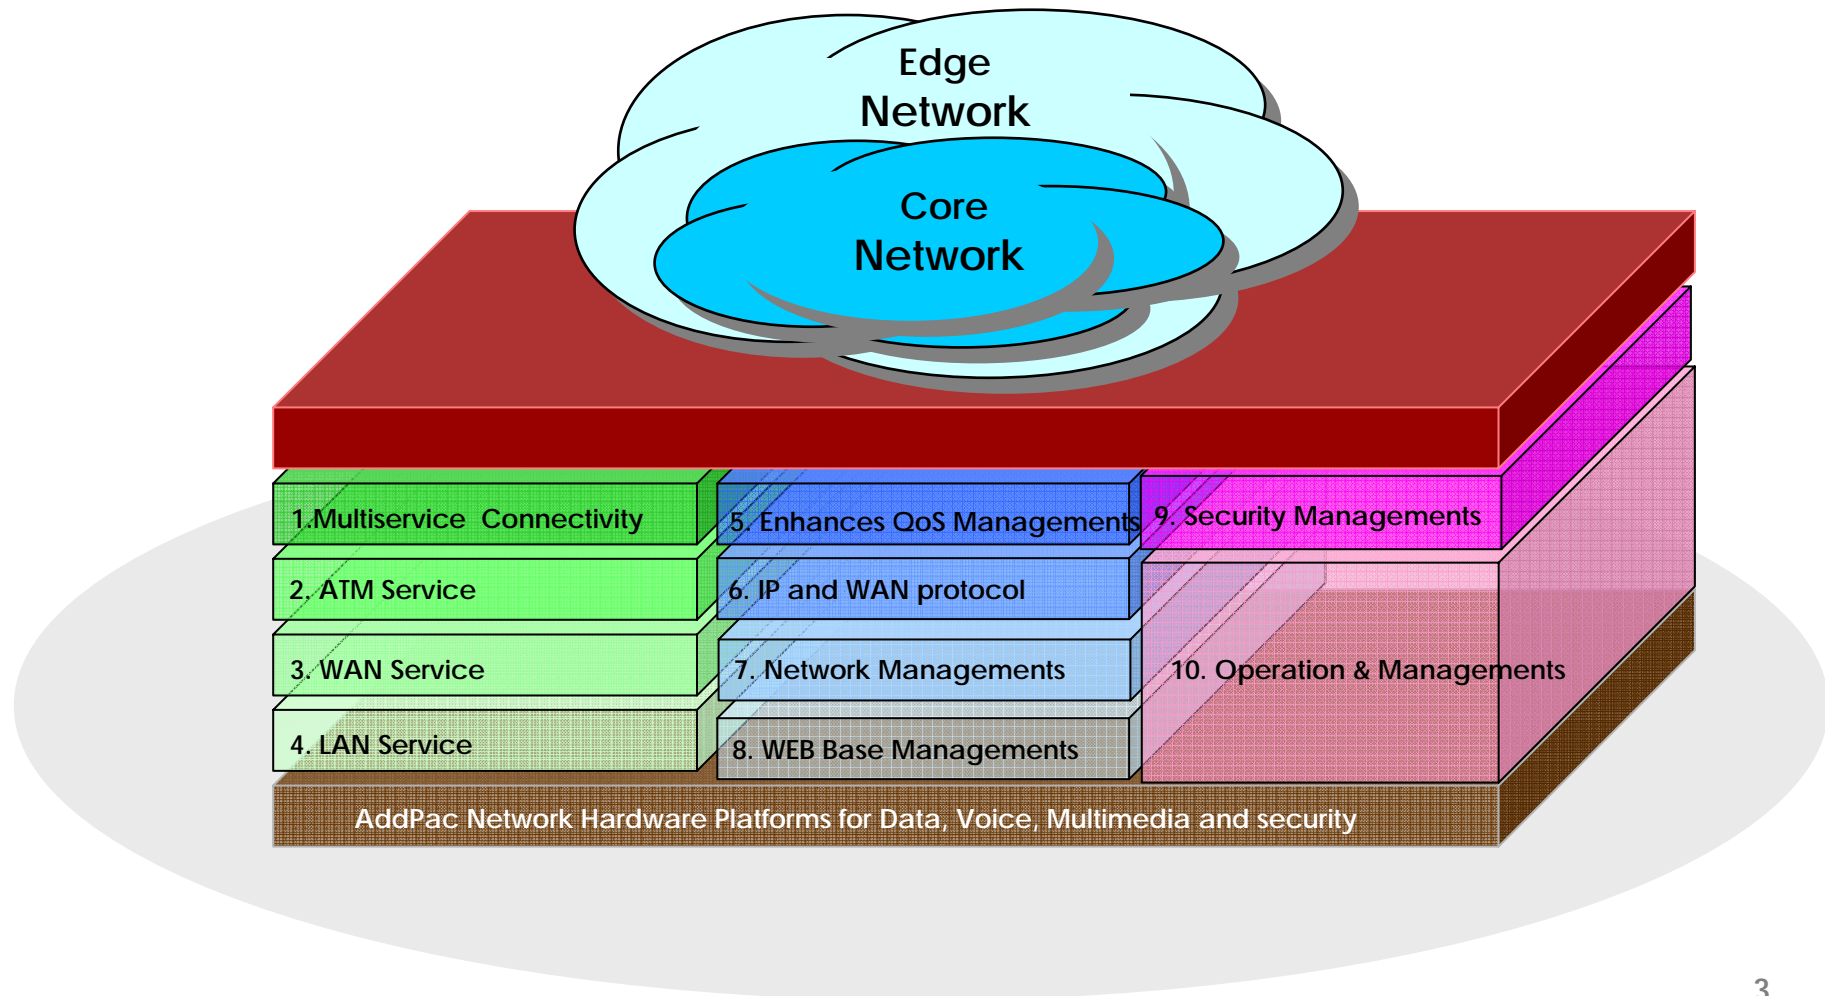 Edge
Network
Core
Network
1.Multiservice  Connectivity
2. ATM Service
3. WAN Service
4. LAN Service
5. Enhances QoS Managements
6. IP and WAN protocol
7. Network Managements
8. WEB Base Managements
9. Security Managements
10. Operation & Managements
AddPac Network Hardware Platforms for Data, Voice, Multimedia and security
3